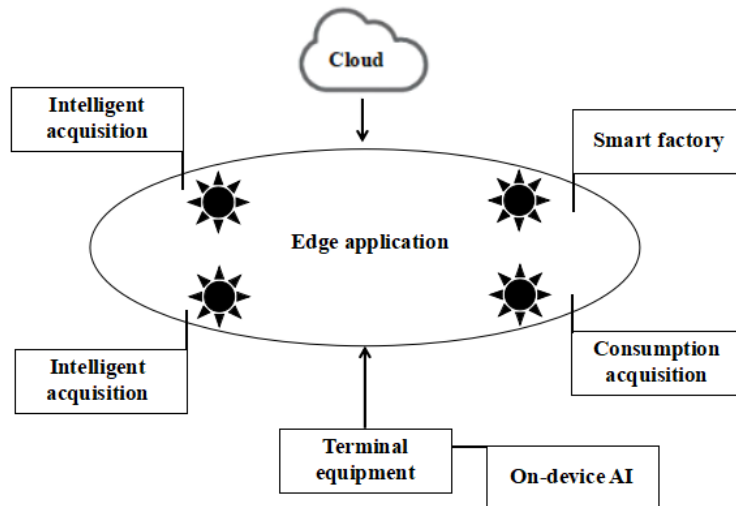 Cloud
Intelligent
acquisition
Smart factory
Edge application
Intelligent
acquisition
Consumption
acquisition
Terminal
equipment
On-device AI